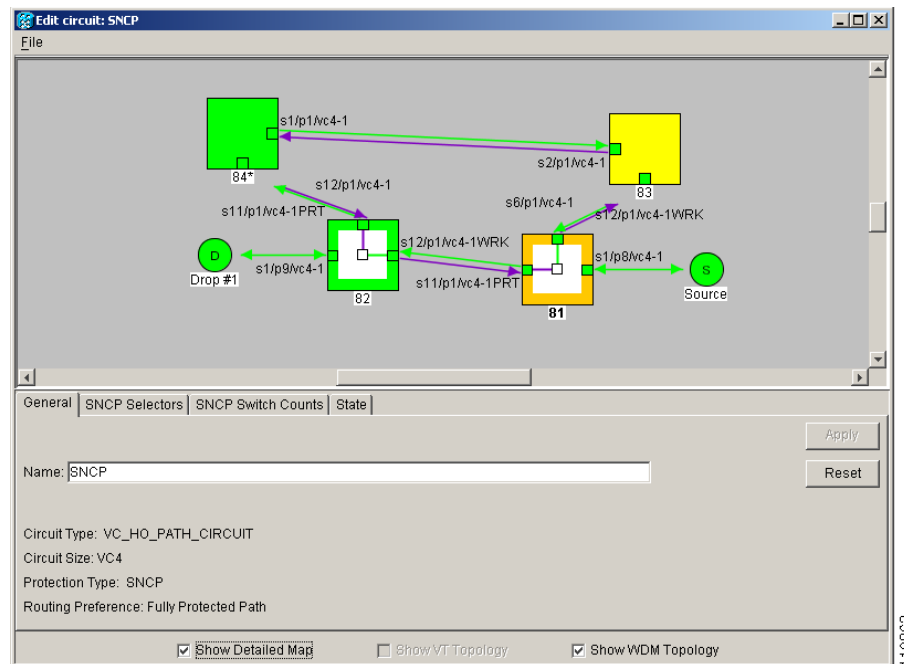 Edit circuit: SNCP
File
s1/p1/vc4-1
s2/p1/vc4-1
84*
83
s12/p1/vc4-1
s11/p1/vc4-1PRT
s6/p1/vc4-1
s12/p1/vc4-1WRK
s12/p1/vc4-1WRK
D
s1/p9/vc4-1
Drop #1
s11/p1/vc4-1PRT
s1/p8/vc4-1
S
Source
82
81
General SNCP Selectors SNCP Switch Counts State
Apply
Name: SNCP
Reset
Circuit Type: VC_HO_PATH_CIRCUIT
Circuit Size: VC4
Protection Type: SNCP
Routing Preference: Fully Protected Path
Show Detailed Map Show VT Topology Show WDM Topology